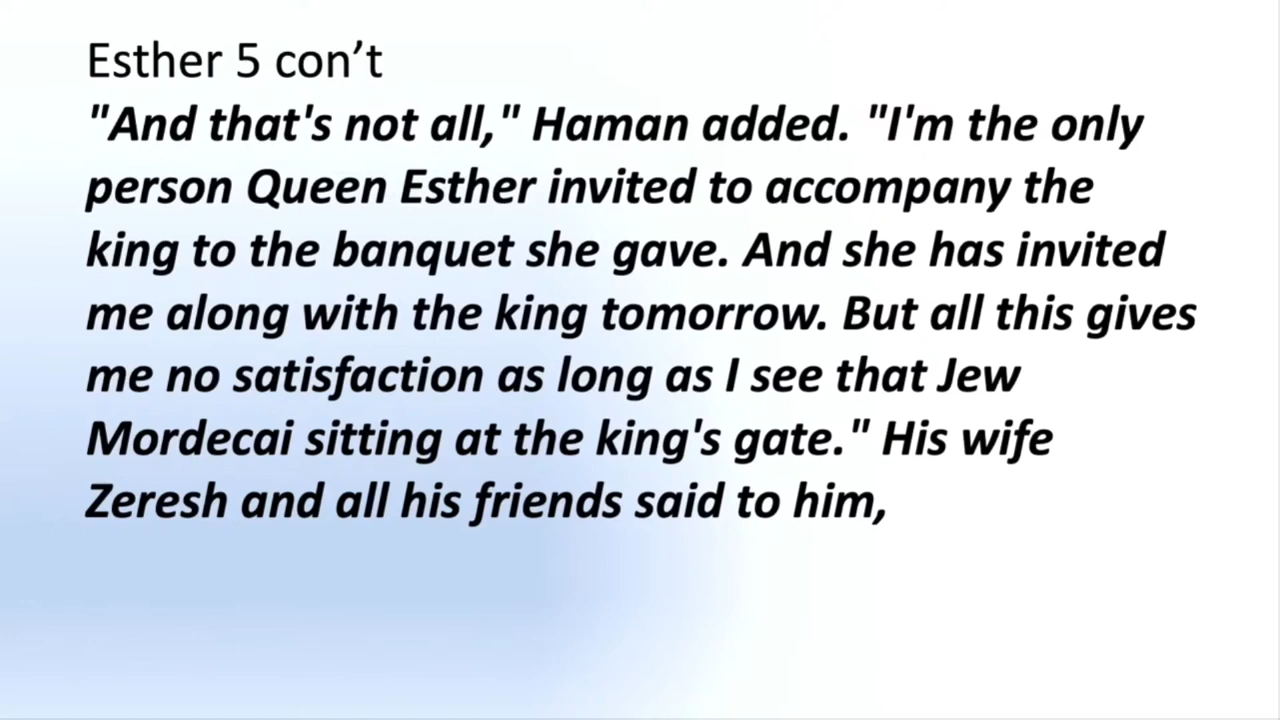 Esther 5 con’t
"And that's not all," Haman added. "I'm the only
person Queen Esther invited to accompany the
king to the banquet she gave. And she has invited
me along with the king tomorrow. But all this gives
me no satisfaction as long as I see that Jew
Mordecai sitting at the king's gate." His wife
Zeresh and all his friends said to him,